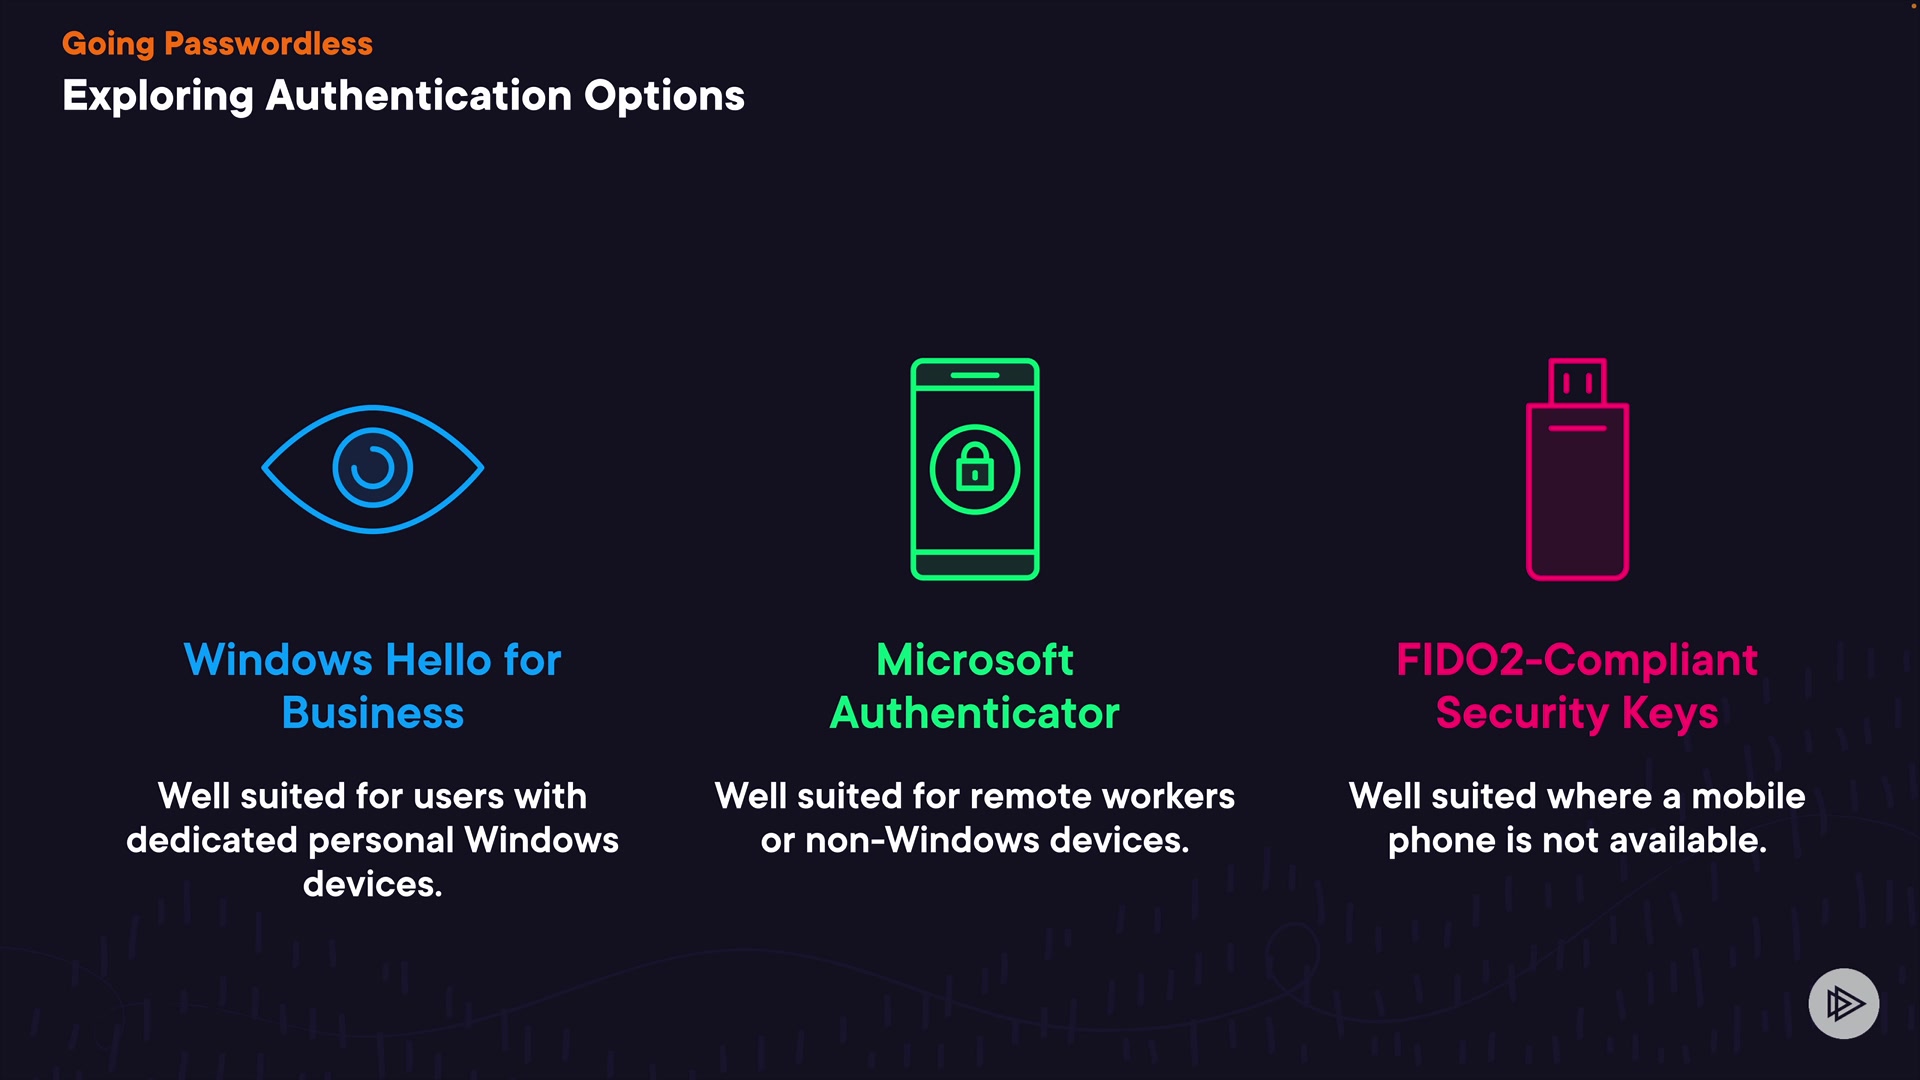 Going Passwordless
Exploring Authentication Options
Windows Hello for
Business
Well suited for users with
dedicated personal Windows
devices.
Microsoft
Authenticator
Well suited for remote workers
or non-Windows devices.
FIDO2-Compliant
Security Keys
Well suited where a mobile
phone is not available.